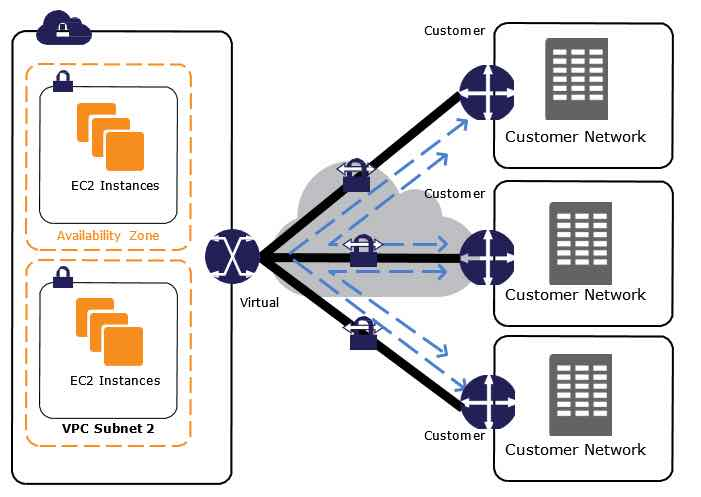 Customer
Customer Network
EC2 Instances
Availability Zone
Customer
Customer Network
Virtual
EC2 Instances
VPC Subnet 2
Customer
Customer Network